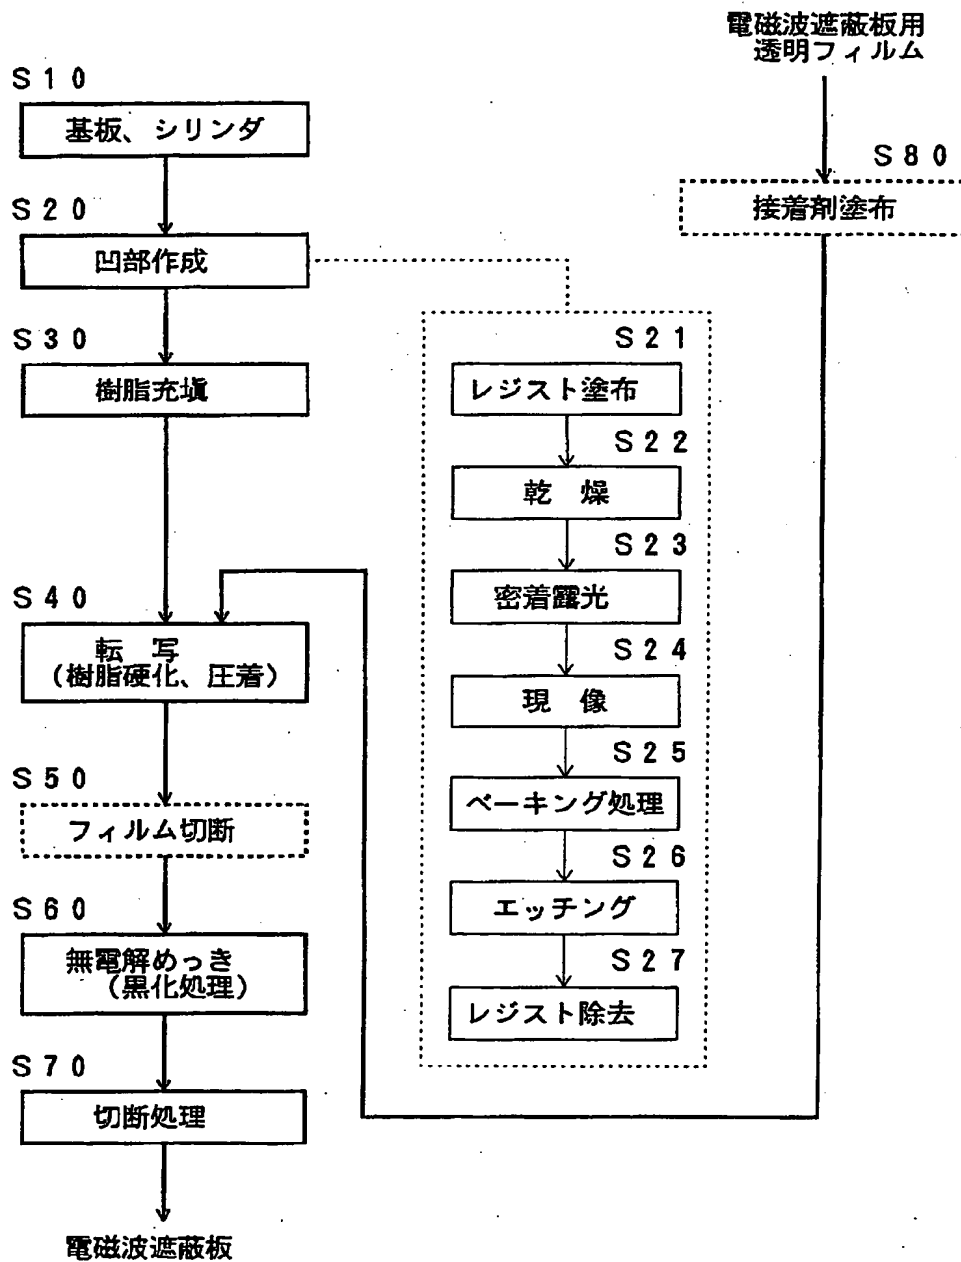 電磁波遮蔽板用
透明フィルム
S10
基板、シリンダ
S20
凹部作成
S30
樹脂充塡
S40
転 写
(樹脂硬化、圧着)
S50
フィルム切断
S60
無電解めっき
(黒化処理)
S70
切断処理
電磁波遮蔽板
S21
レジスト塗布
S22
乾 燥
S23
密着露光
S24
現 像
S25
ベーキング処理
S26
エッチング
S27
レジスト除去
S80
接着剤塗布